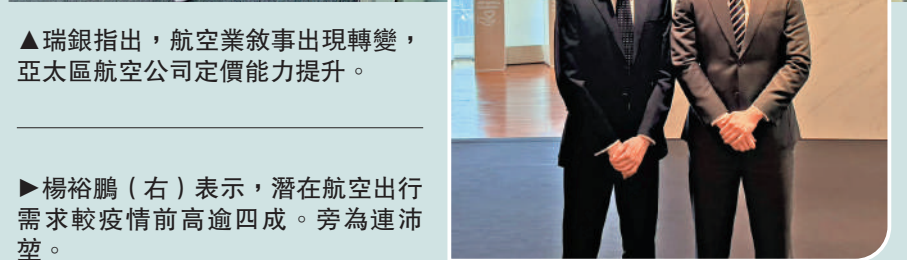 ▲瑞銀指出，航空業敘事出現轉變，
亞太區航空公司定價能力提升。
▶楊裕鵬（右）表示，潛在航空出行
需求較疫情前高逾四成。旁為連沛
堃。